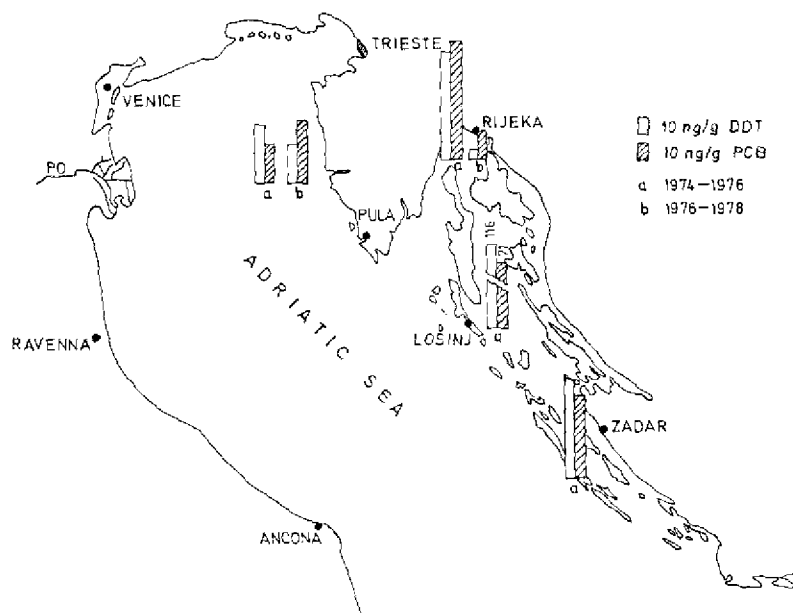 TRIESTE
VENICE
RIJEKA
10 ng/g DDT
10 ng/g PCB
a 1974–1976
b 1976–1978
PO
a b
a b
PULA
116
ADRIATIC SEA
RAVENNA
LOŠINJ
a
ZADAR
a
ANCONA